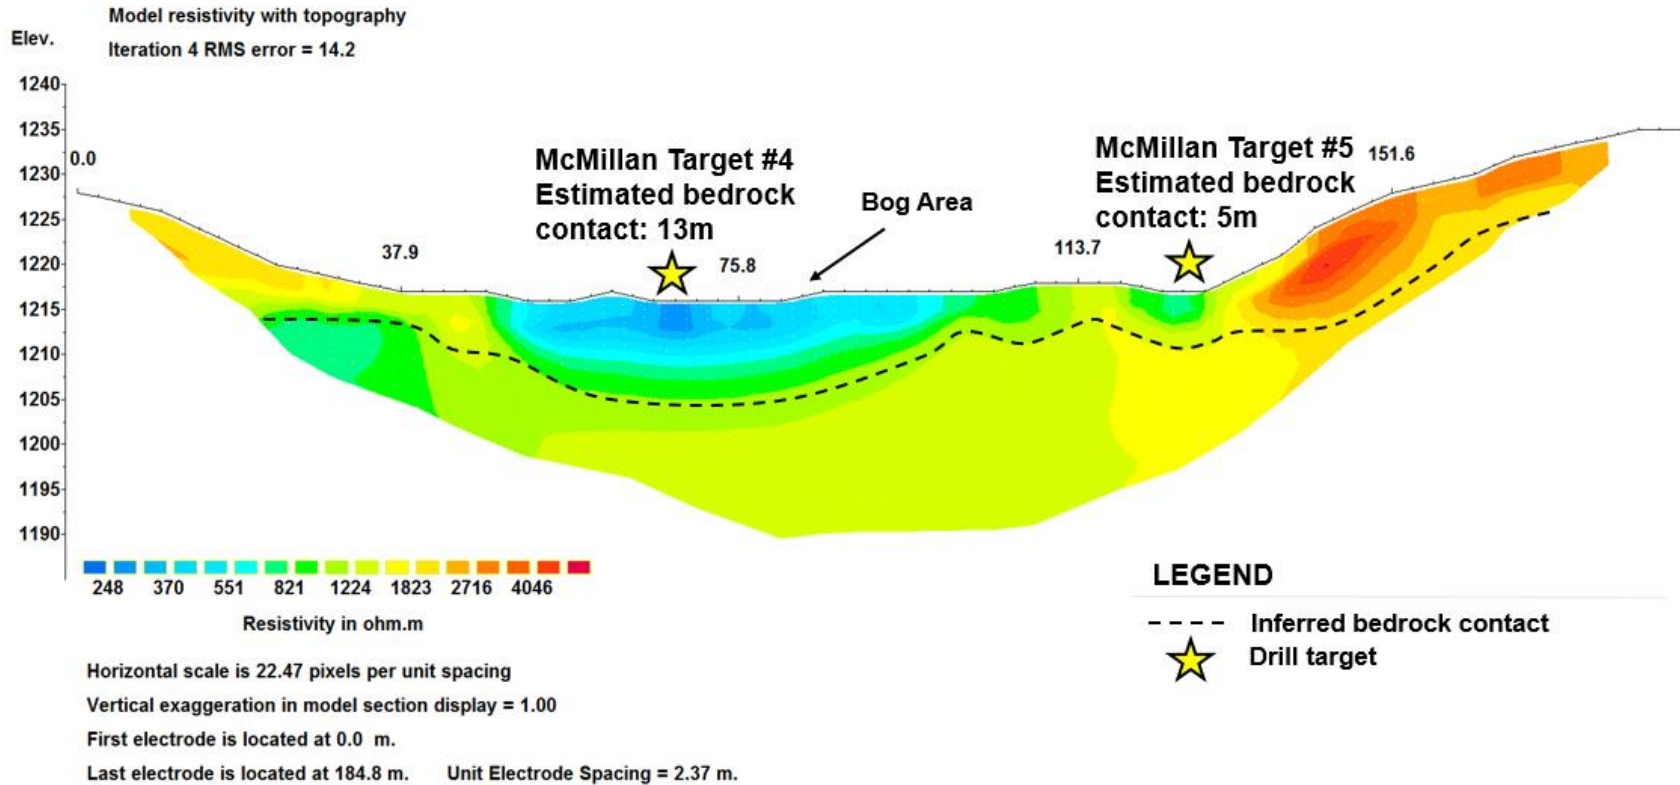 Model resistivity with topography
Elev.
Iteration 4 RMS error = 14.2
1240
1235
1230
1225
1220
1215
1210
1205
1200
1195
1190
0.0
37.9
McMillan Target #4
Estimated bedrock
contact: 13m
75.8
Bog Area
113.7
McMillan Target #5
Estimated bedrock
contact: 5m
151.6
248 370 551 821 1224 1823 2716 4046
Resistivity in ohm.m
Horizontal scale is 22.47 pixels per unit spacing
Vertical exaggeration in model section display = 1.00
First electrode is located at 0.0 m.
Last electrode is located at 184.8 m. Unit Electrode Spacing = 2.37 m.
LEGEND
Inferred bedrock contact
Drill target